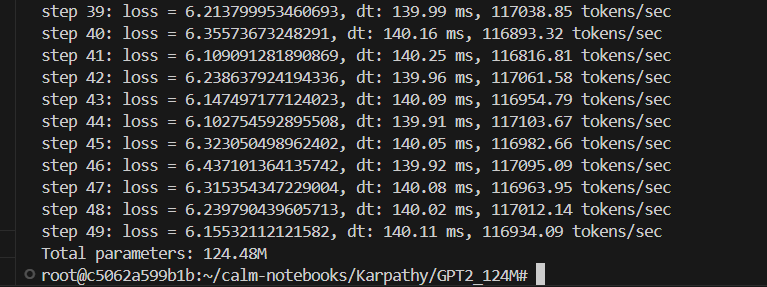 step 39: loss = 6.213799953460693, dt: 139.99 ms, 117038.85 tokens/sec
step 40: loss = 6.35573673248291, dt: 140.16 ms, 116893.32 tokens/sec
step 41: loss = 6.109091281890869, dt: 140.25 ms, 116816.81 tokens/sec
step 42: loss = 6.238637924194336, dt: 139.96 ms, 117061.58 tokens/sec
step 43: loss = 6.147497177124023, dt: 140.09 ms, 116954.79 tokens/sec
step 44: loss = 6.102754592895508, dt: 139.91 ms, 117103.67 tokens/sec
step 45: loss = 6.323050498962402, dt: 140.05 ms, 116982.66 tokens/sec
step 46: loss = 6.437101364135742, dt: 139.92 ms, 117095.09 tokens/sec
step 47: loss = 6.315354347229004, dt: 140.08 ms, 116963.95 tokens/sec
step 48: loss = 6.239790439605713, dt: 140.02 ms, 117012.14 tokens/sec
step 49: loss = 6.15532112121582, dt: 140.11 ms, 116934.09 tokens/sec
Total parameters: 124.48M
root@c5062a599b1b:~/calm-notebooks/Karpathy/GPT2_124M#